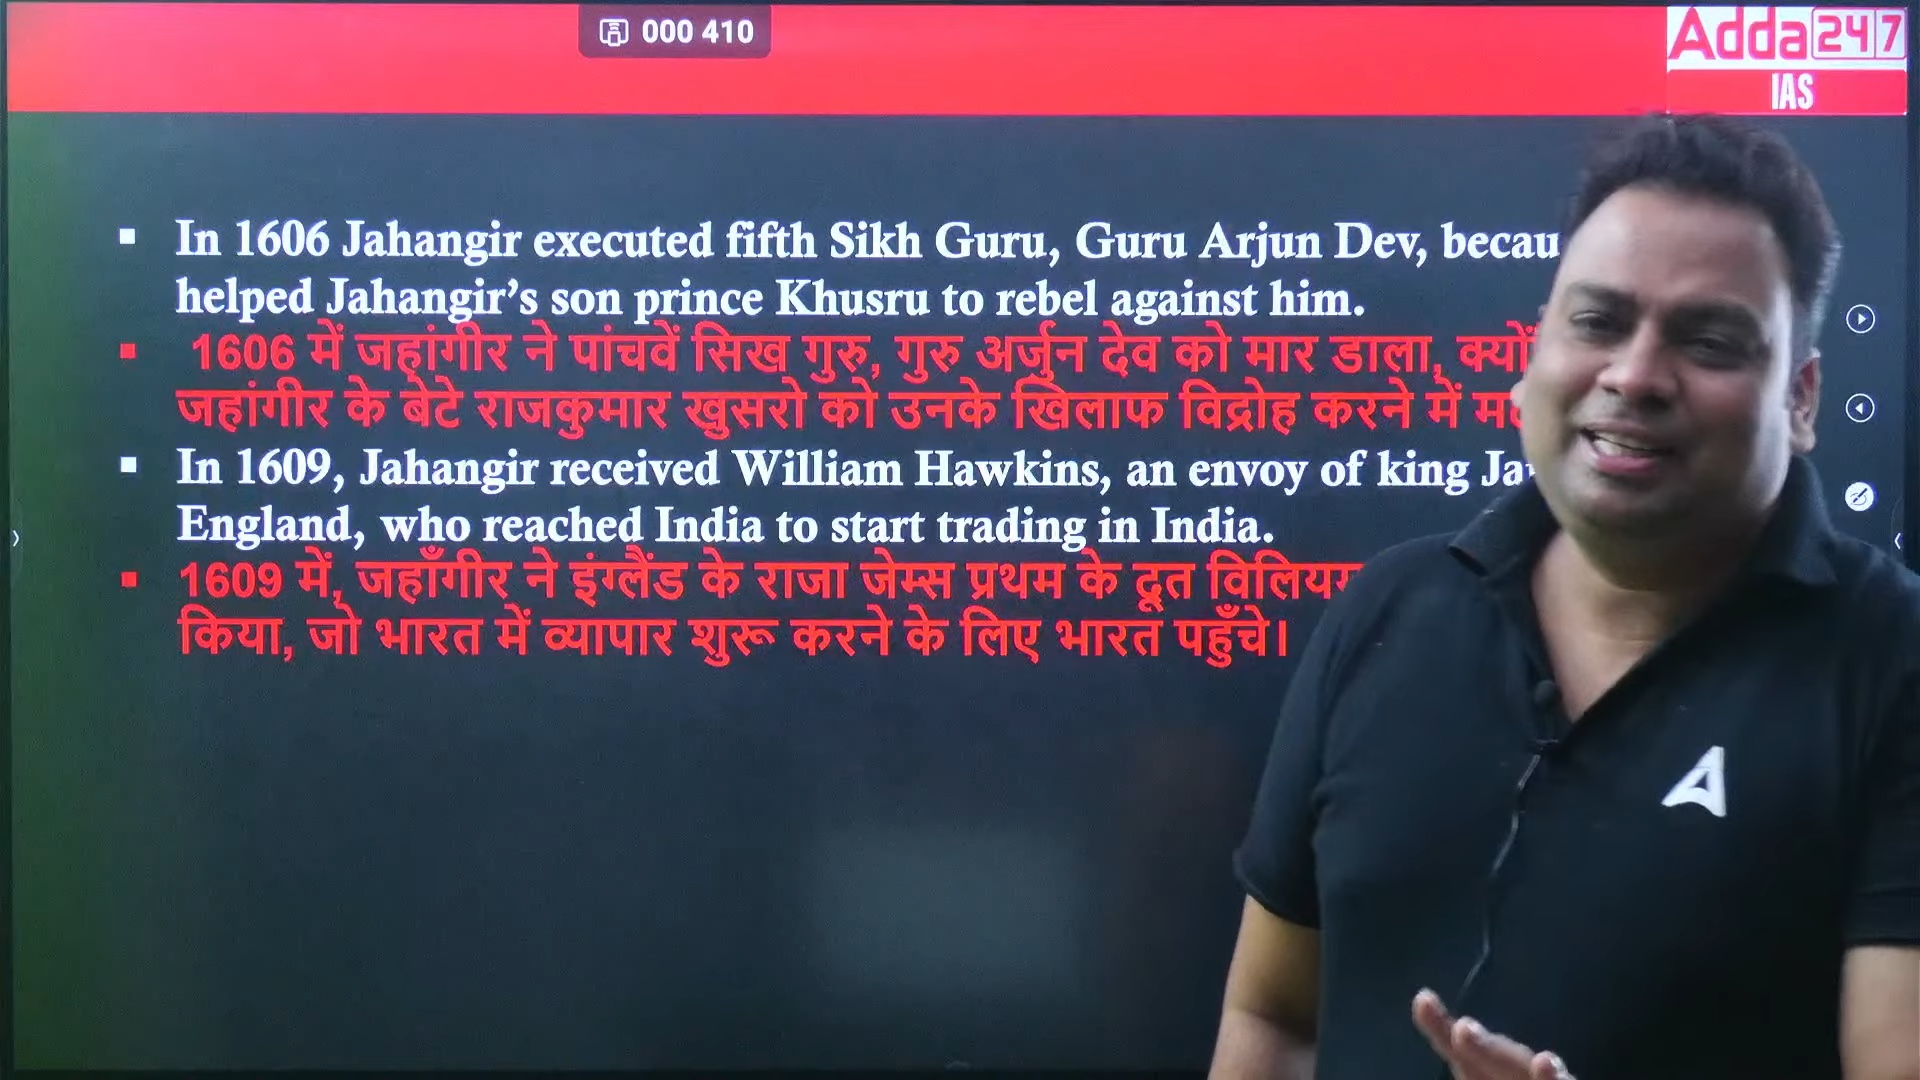 000 410
Adda247
IAS
In 1606 Jahangir executed fifth Sikh Guru, Guru Arjun Dev,
helped Jahangir’s son prince Khusru to rebel against him.
1606 में जहांगीर ने पांचवें सिख गुरु, गुरु अर्जुन देव को मार डाला,
जहांगीर के बेटे राजकुमार खुसरो को उनके खिलाफ विद्रोह करने में
In 1609, Jahangir received William Hawkins, an envoy of king
England, who reached India to start trading in India.
1609 में, जहाँगीर ने इंग्लैंड के राजा जेम्स प्रथम के दूत
किया, जो भारत में व्यापार शुरू करने के लिए भारत पहुँचे।